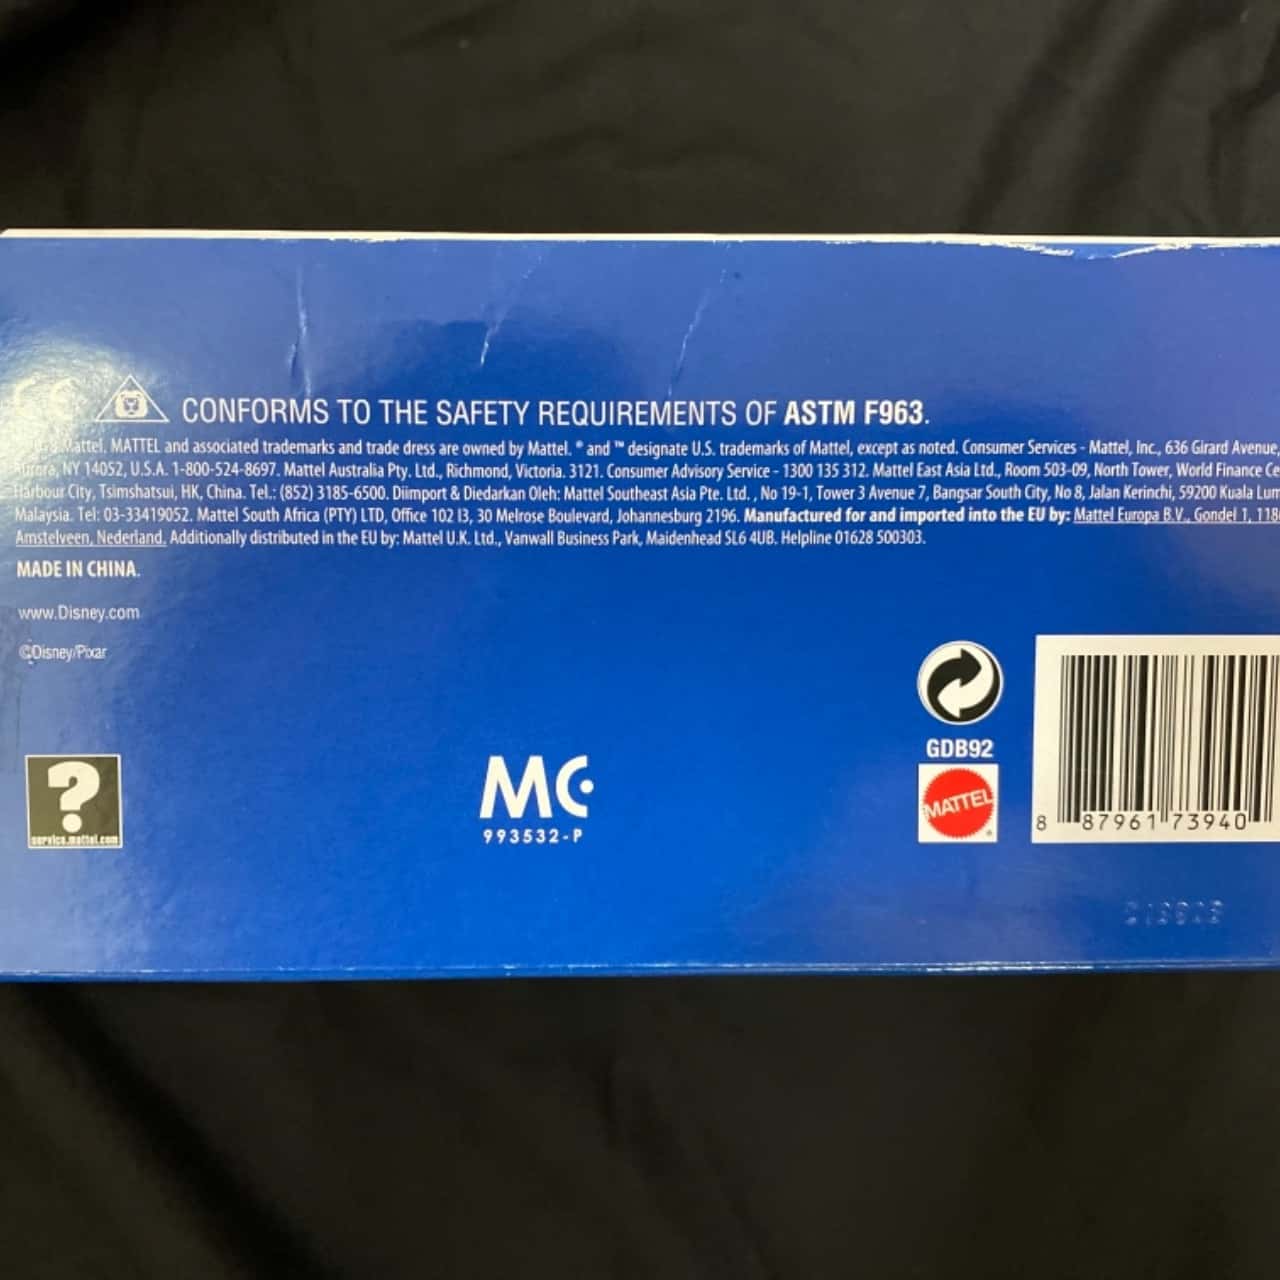 CE CONFORMS TO THE SAFETY REQUIREMENTS OF ASTM F963.
Mattel. MATTEL and associated trademarks and trade dress are owned by Mattel. ® and ™ designate U.S. trademarks of Mattel, except as noted. Consumer Services - Mattel, Inc., 636 Girard Avenue,
Aurora, NY 14052, U.S.A. 1-800-524-8697. Mattel Australia Pty. Ltd., Richmond, Victoria. 3121. Consumer Advisory Service - 1300 135 312. Mattel East Asia Ltd., Room 503-09, North Tower, World Finance Ce
Harbour City, Tsimshatsui, HK, China. Tel.: (852) 3185-6500. Diimport & Diedarkan Oleh: Mattel Southeast Asia Pte. Ltd. , No 19-1, Tower 3 Avenue 7, Bangsar South City, No 8, Jalan Kerinchi, 59200 Kuala Lum
Malaysia. Tel: 03-33419052. Mattel South Africa (PTY) LTD, Office 102 I3, 30 Melrose Boulevard, Johannesburg 2196. Manufactured for and imported into the EU by: Mattel Europa B.V., Gondel 1, 118
Amstelveen, Nederland. Additionally distributed in the EU by: Mattel U.K. Ltd., Vanwall Business Park, Maidenhead SL6 4UB. Helpline 01628 500303.
MADE IN CHINA.
www.Disney.com
©Disney/Pixar
GDB92
?
service.mattel.com
MC
993532-P
MATTEL
8 87961 73940